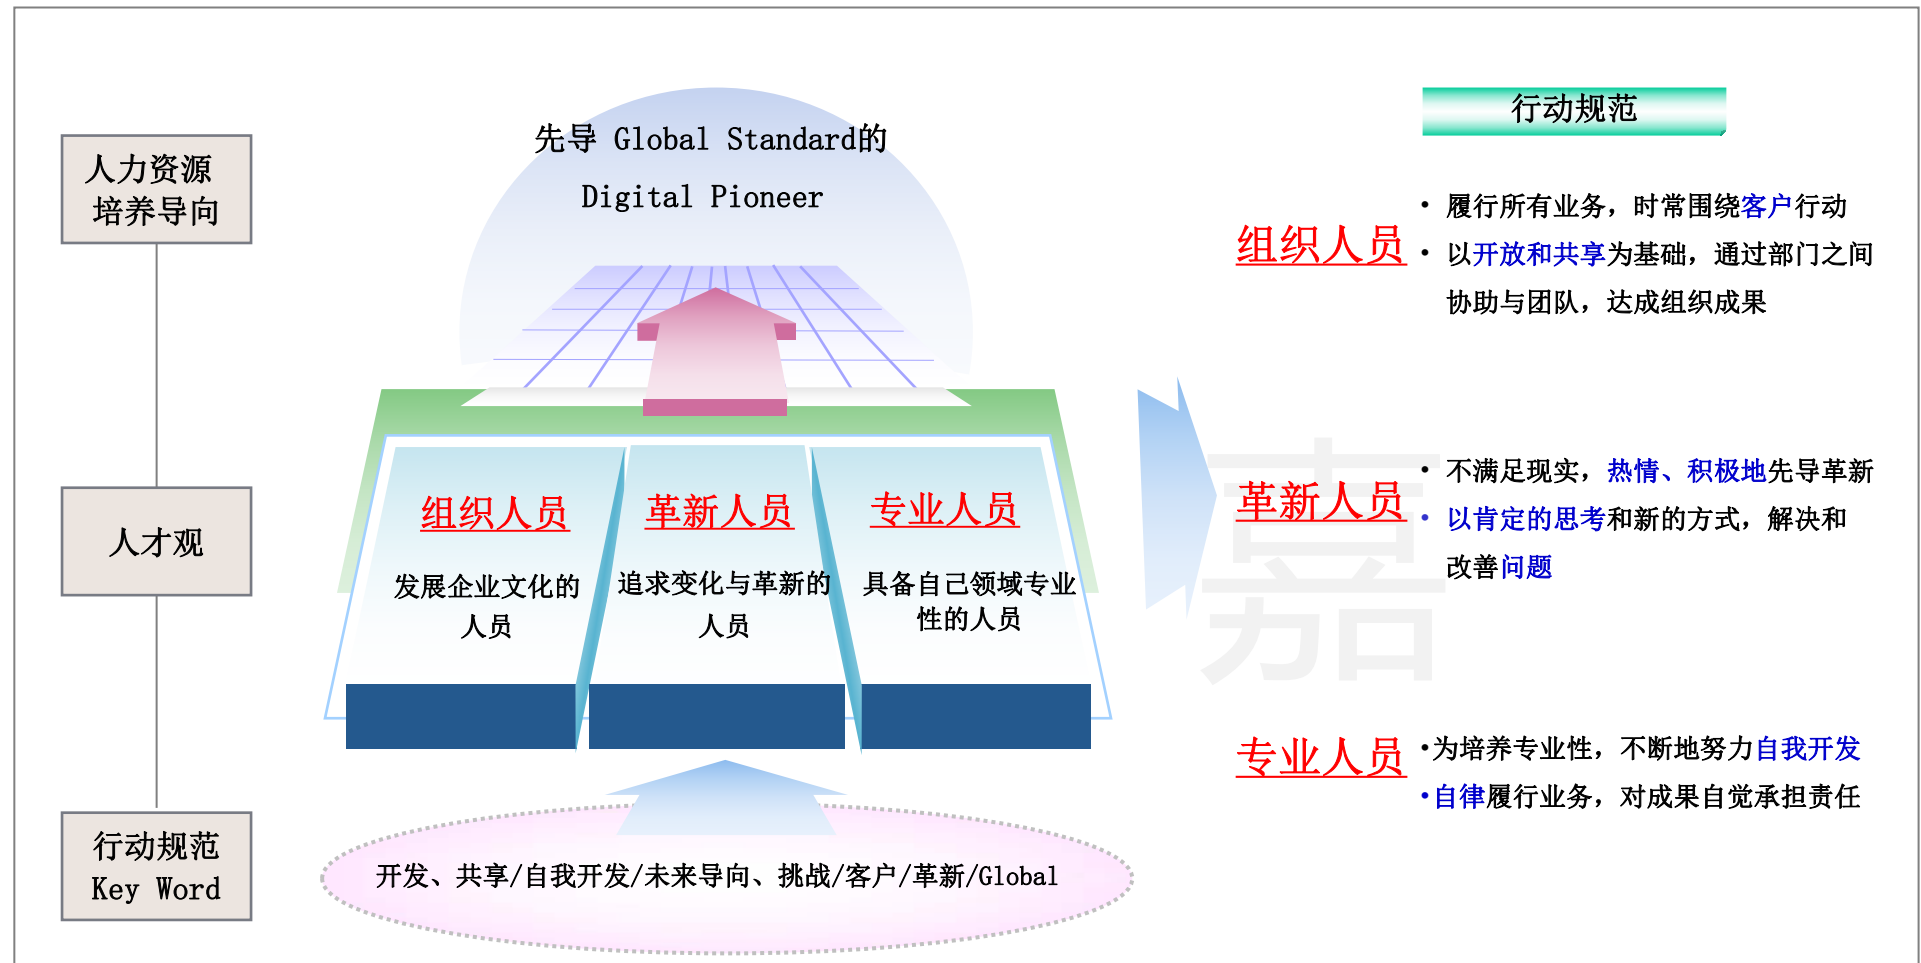 人力资源
培养导向
人才观
行动规范
Key Word
先导 Global Standard的
Digital Pioneer
组织人员
发展企业文化的
人员
革新人员
追求变化与革新的
人员
专业人员
具备自己领域专业
性的人员
开发、共享/自我开发/未来导向、挑战/客户/革新/Global
行动规范
组织人员
• 履行所有业务，时常围绕客户行动
• 以开放和共享为基础，通过部门之间
协助与团队，达成组织成果
革新人员
• 不满足现实，热情、积极地先导革新
• 以肯定的思考和新的方式，解决和
改善问题
专业人员
•为培养专业性，不断地努力自我开发
•自律履行业务，对成果自觉承担责任
嘉